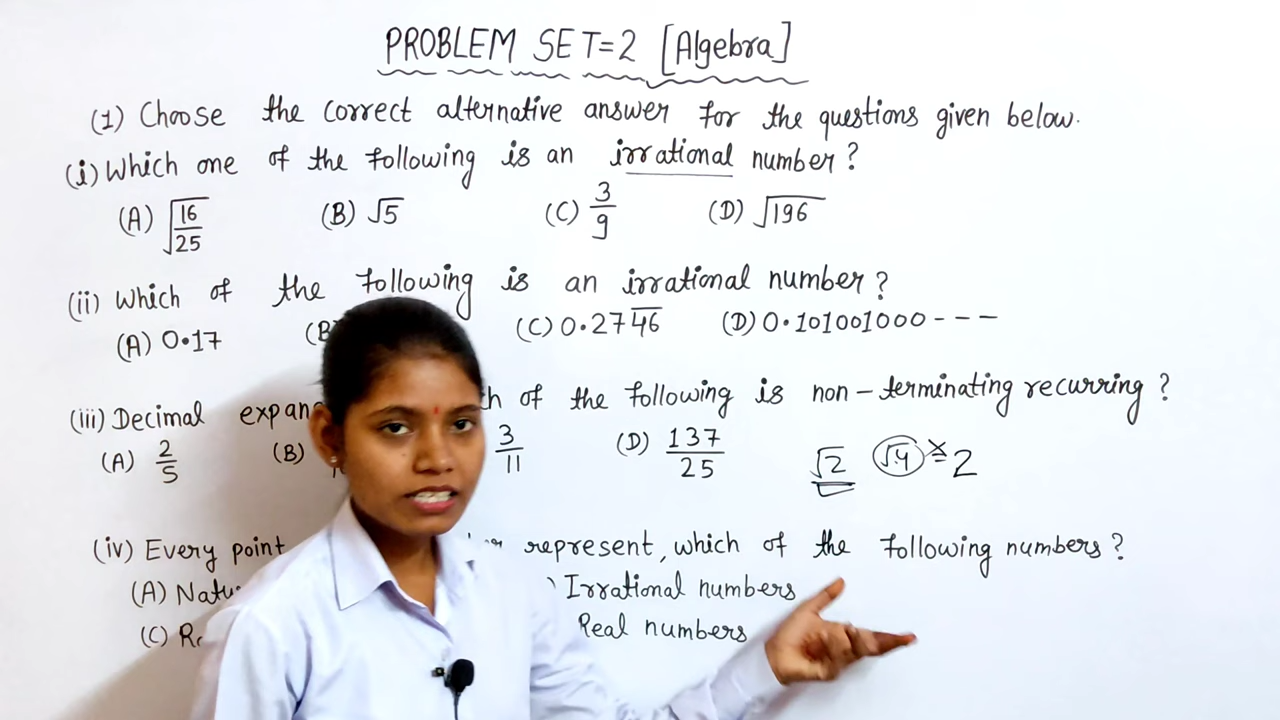 PROBLEM SET=2 [Algebra]
(1) Choose the correct alternative answer for the questions given below.
(i) Which one of the following is an irrational number?
(A) √16/25 (B) √5 (C) 3/9 (D) √196
(ii) Which of the following is an irrational number?
(A) 0.17 (B) (C) 0.274̅6̅ (D) 0.101001000---
(iii) Decimal of the following is non-terminating recurring?
(A) 2/5 (B) 3/11 (D) 137/25 √2 √4 = 2
(iv) Every point represent, which of the following numbers?
(A) Irrational numbers
(C) Real numbers